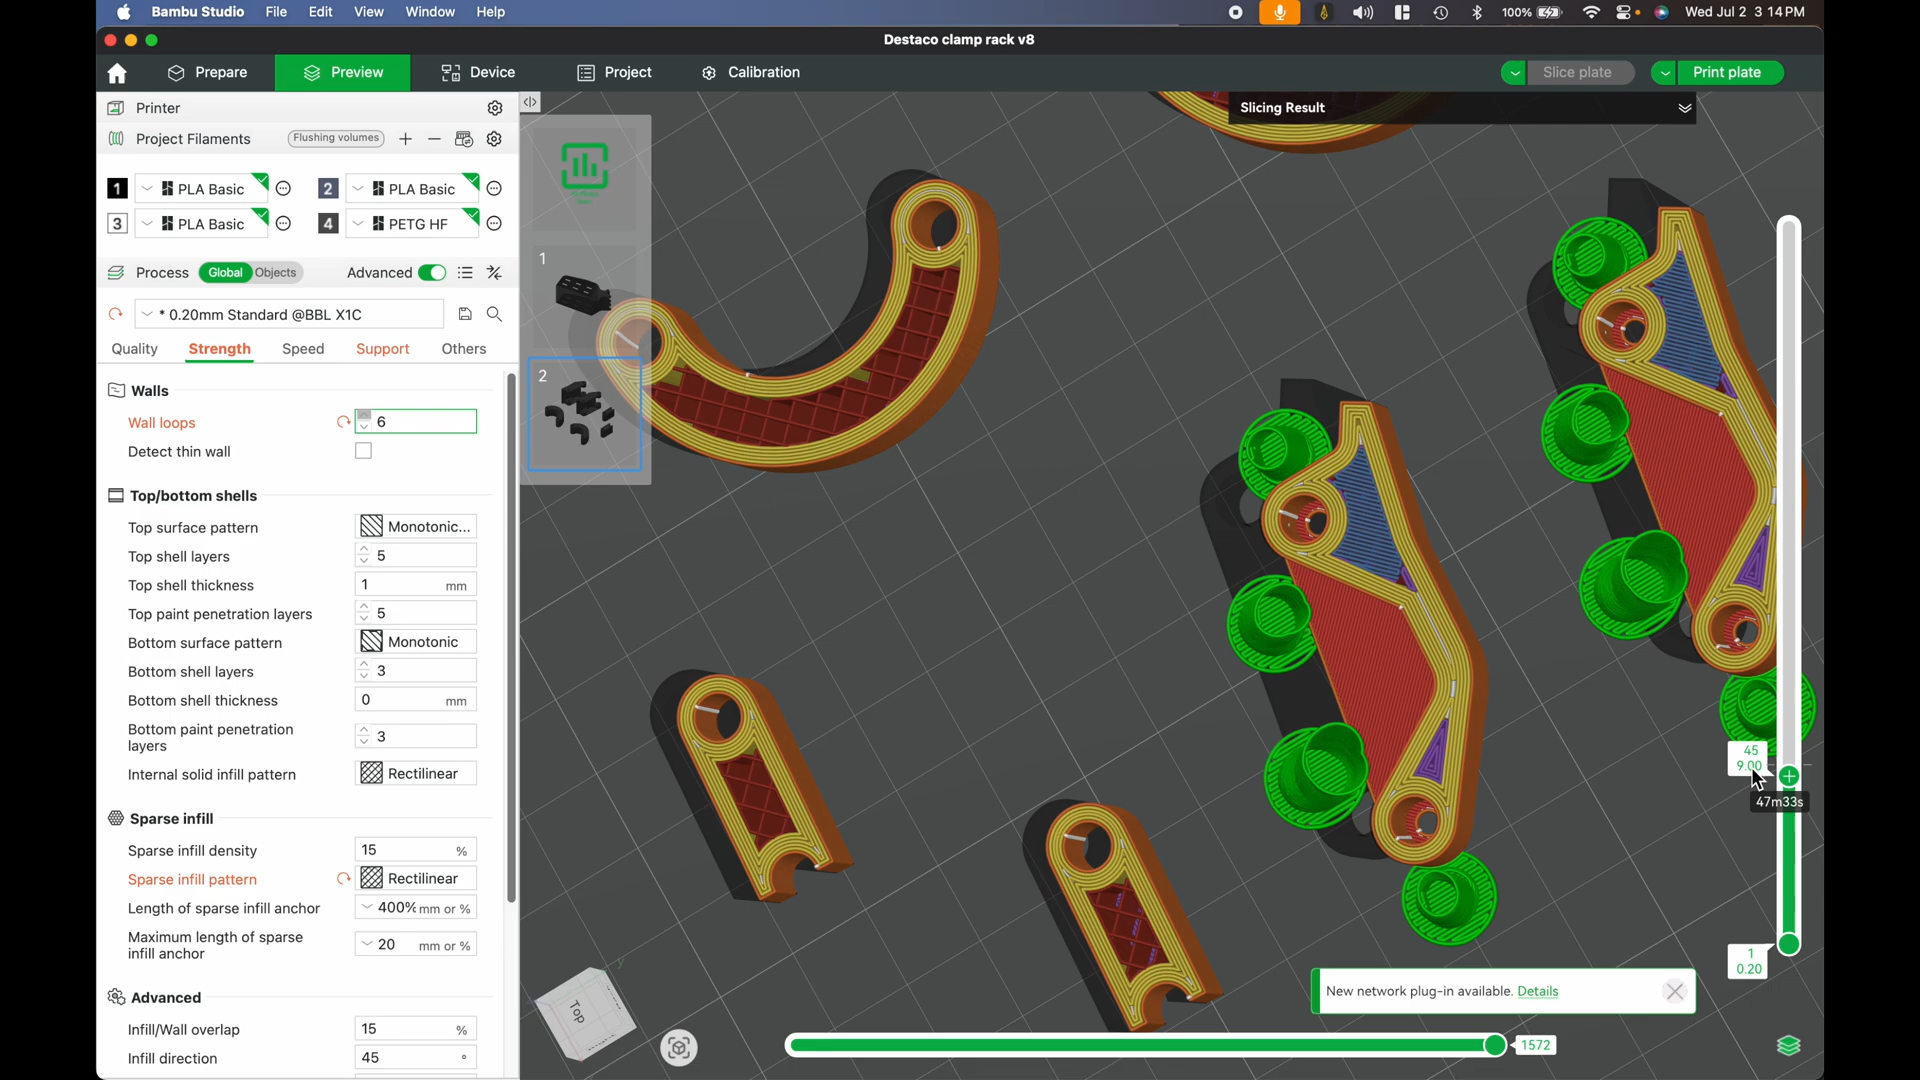 Bambu Studio File Edit View Window Help
100% Wed Jul 2 3 14 PM
Destaco clamp rack v8
Prepare Preview Device Project Calibration Slice plate Print plate
Printer
Project Filaments Flushing volumes
1 PLA Basic 2 PLA Basic
3 PLA Basic 4 PETG HF
Process Global Objects Advanced
* 0.20mm Standard @BBL X1C
Quality Strength Speed Support Others
Walls
Wall loops 6
Detect thin wall
Top/bottom shells
Top surface pattern Monotonic...
Top shell layers 5
Top shell thickness 1 mm
Top paint penetration layers 5
Bottom surface pattern Monotonic
Bottom shell layers 3
Bottom shell thickness 0 mm
Bottom paint penetration
layers 3
Internal solid infill pattern Rectilinear
Sparse infill
Sparse infill density 15 %
Sparse infill pattern Rectilinear
Length of sparse infill anchor 400% mm or %
Maximum length of sparse
infill anchor 20 mm or %
Advanced
Infill/Wall overlap 15 %
Infill direction 45 °
1
2
Slicing Result
45
9.00
47m33s
1
0.20
New network plug-in available. Details
Top
1572